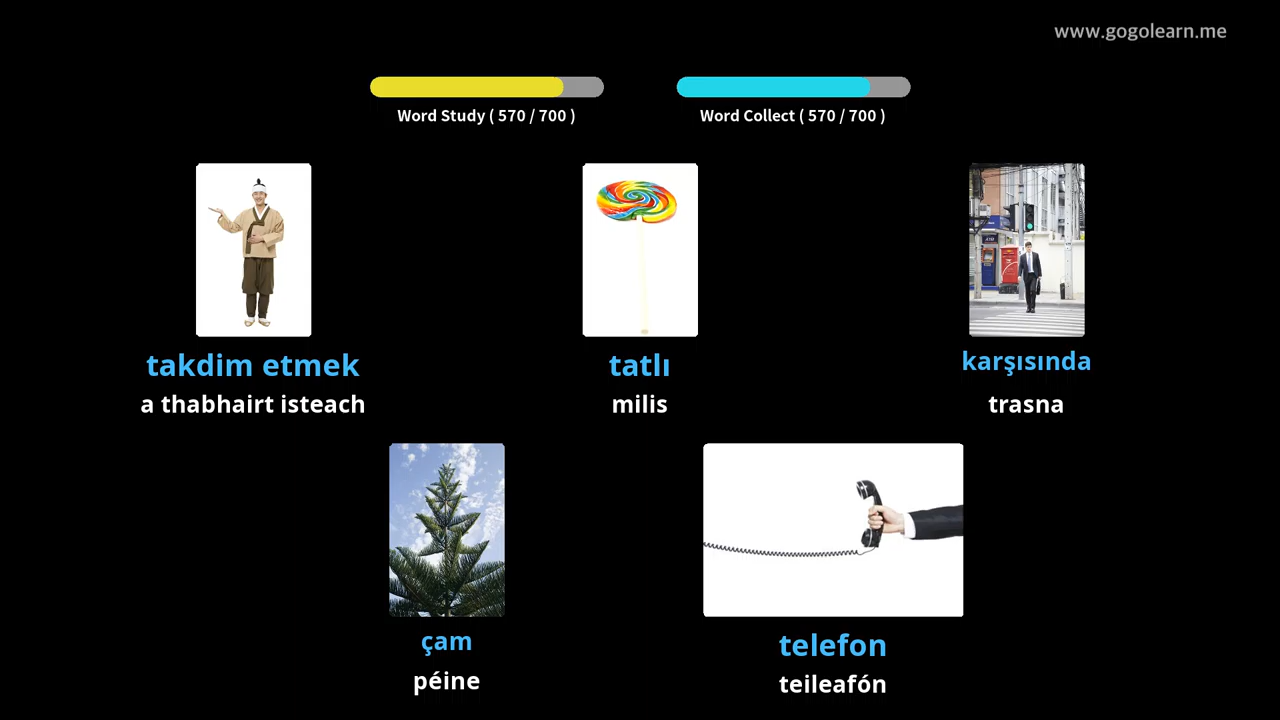 www.gogolearn.me
Word Study ( 570 / 700 )
Word Collect ( 570 / 700 )
takdim etmek
a thabhairt isteach
tatlı
milis
karşısında
trasna
çam
péine
telefon
teileafón